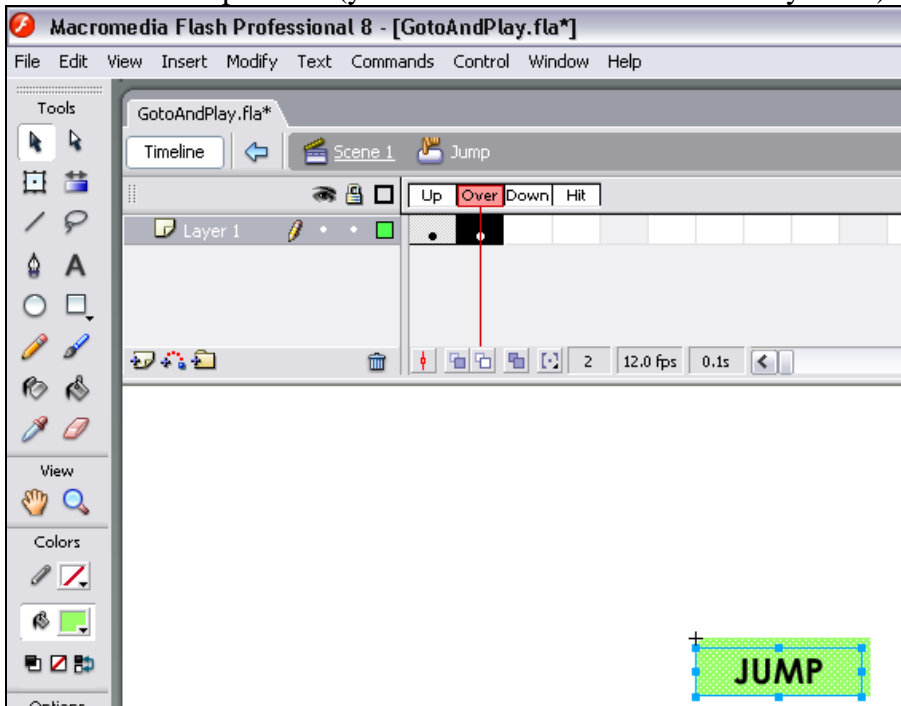 Macromedia Flash Professional 8 - [GotoAndPlay.fla*]
File Edit View Insert Modify Text Commands Control Window Help
Tools
GotoAndPlay.fla*
Timeline Scene 1 Jump
Up Over Down Hit
Layer 1
A
2 12.0 fps 0.1s
View
Colors
JUMP